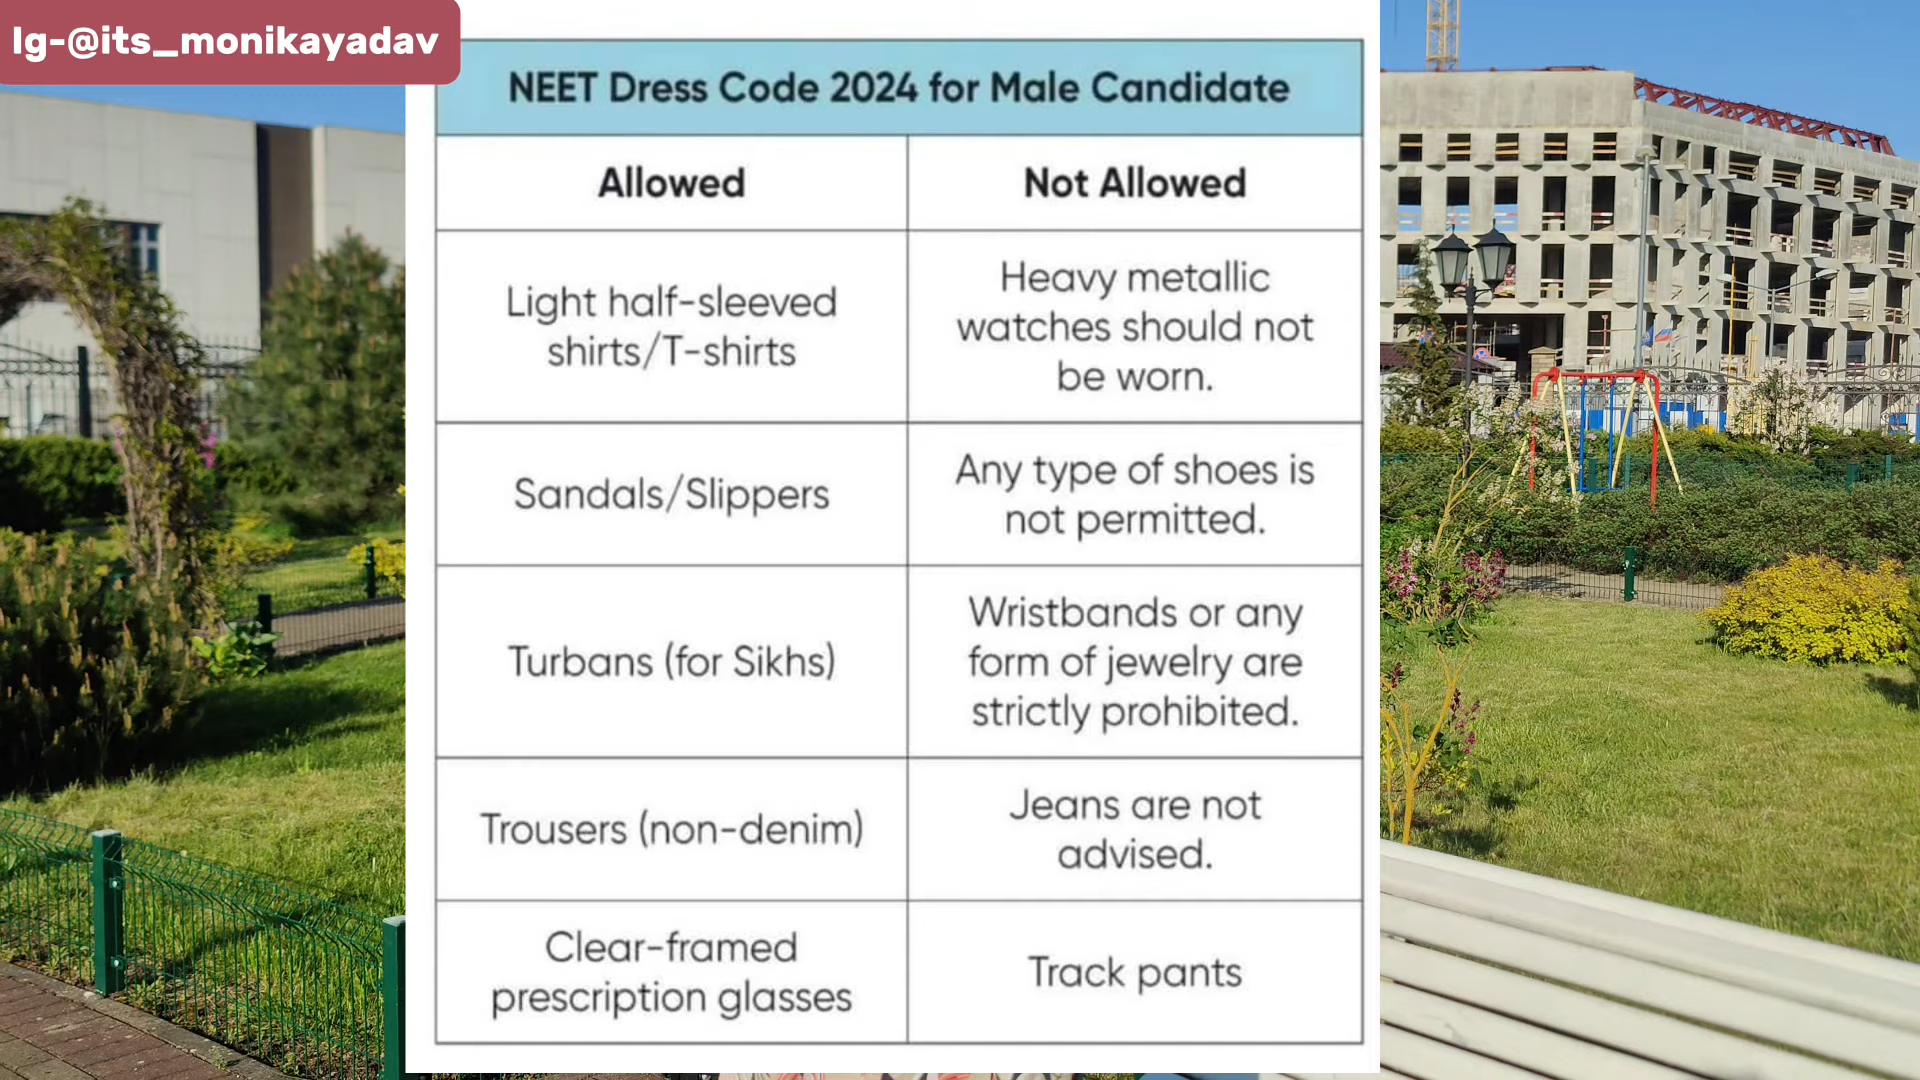 Ig-@its_monikayadav
NEET Dress Code 2024 for Male Candidate
Allowed
Not Allowed
Light half-sleeved
shirts/T-shirts
Heavy metallic
watches should not
be worn.
Sandals/Slippers
Any type of shoes is
not permitted.
Turbans (for Sikhs)
Wristbands or any
form of jewelry are
strictly prohibited.
Trousers (non-denim)
Jeans are not
advised.
Clear-framed
prescription glasses
Track pants